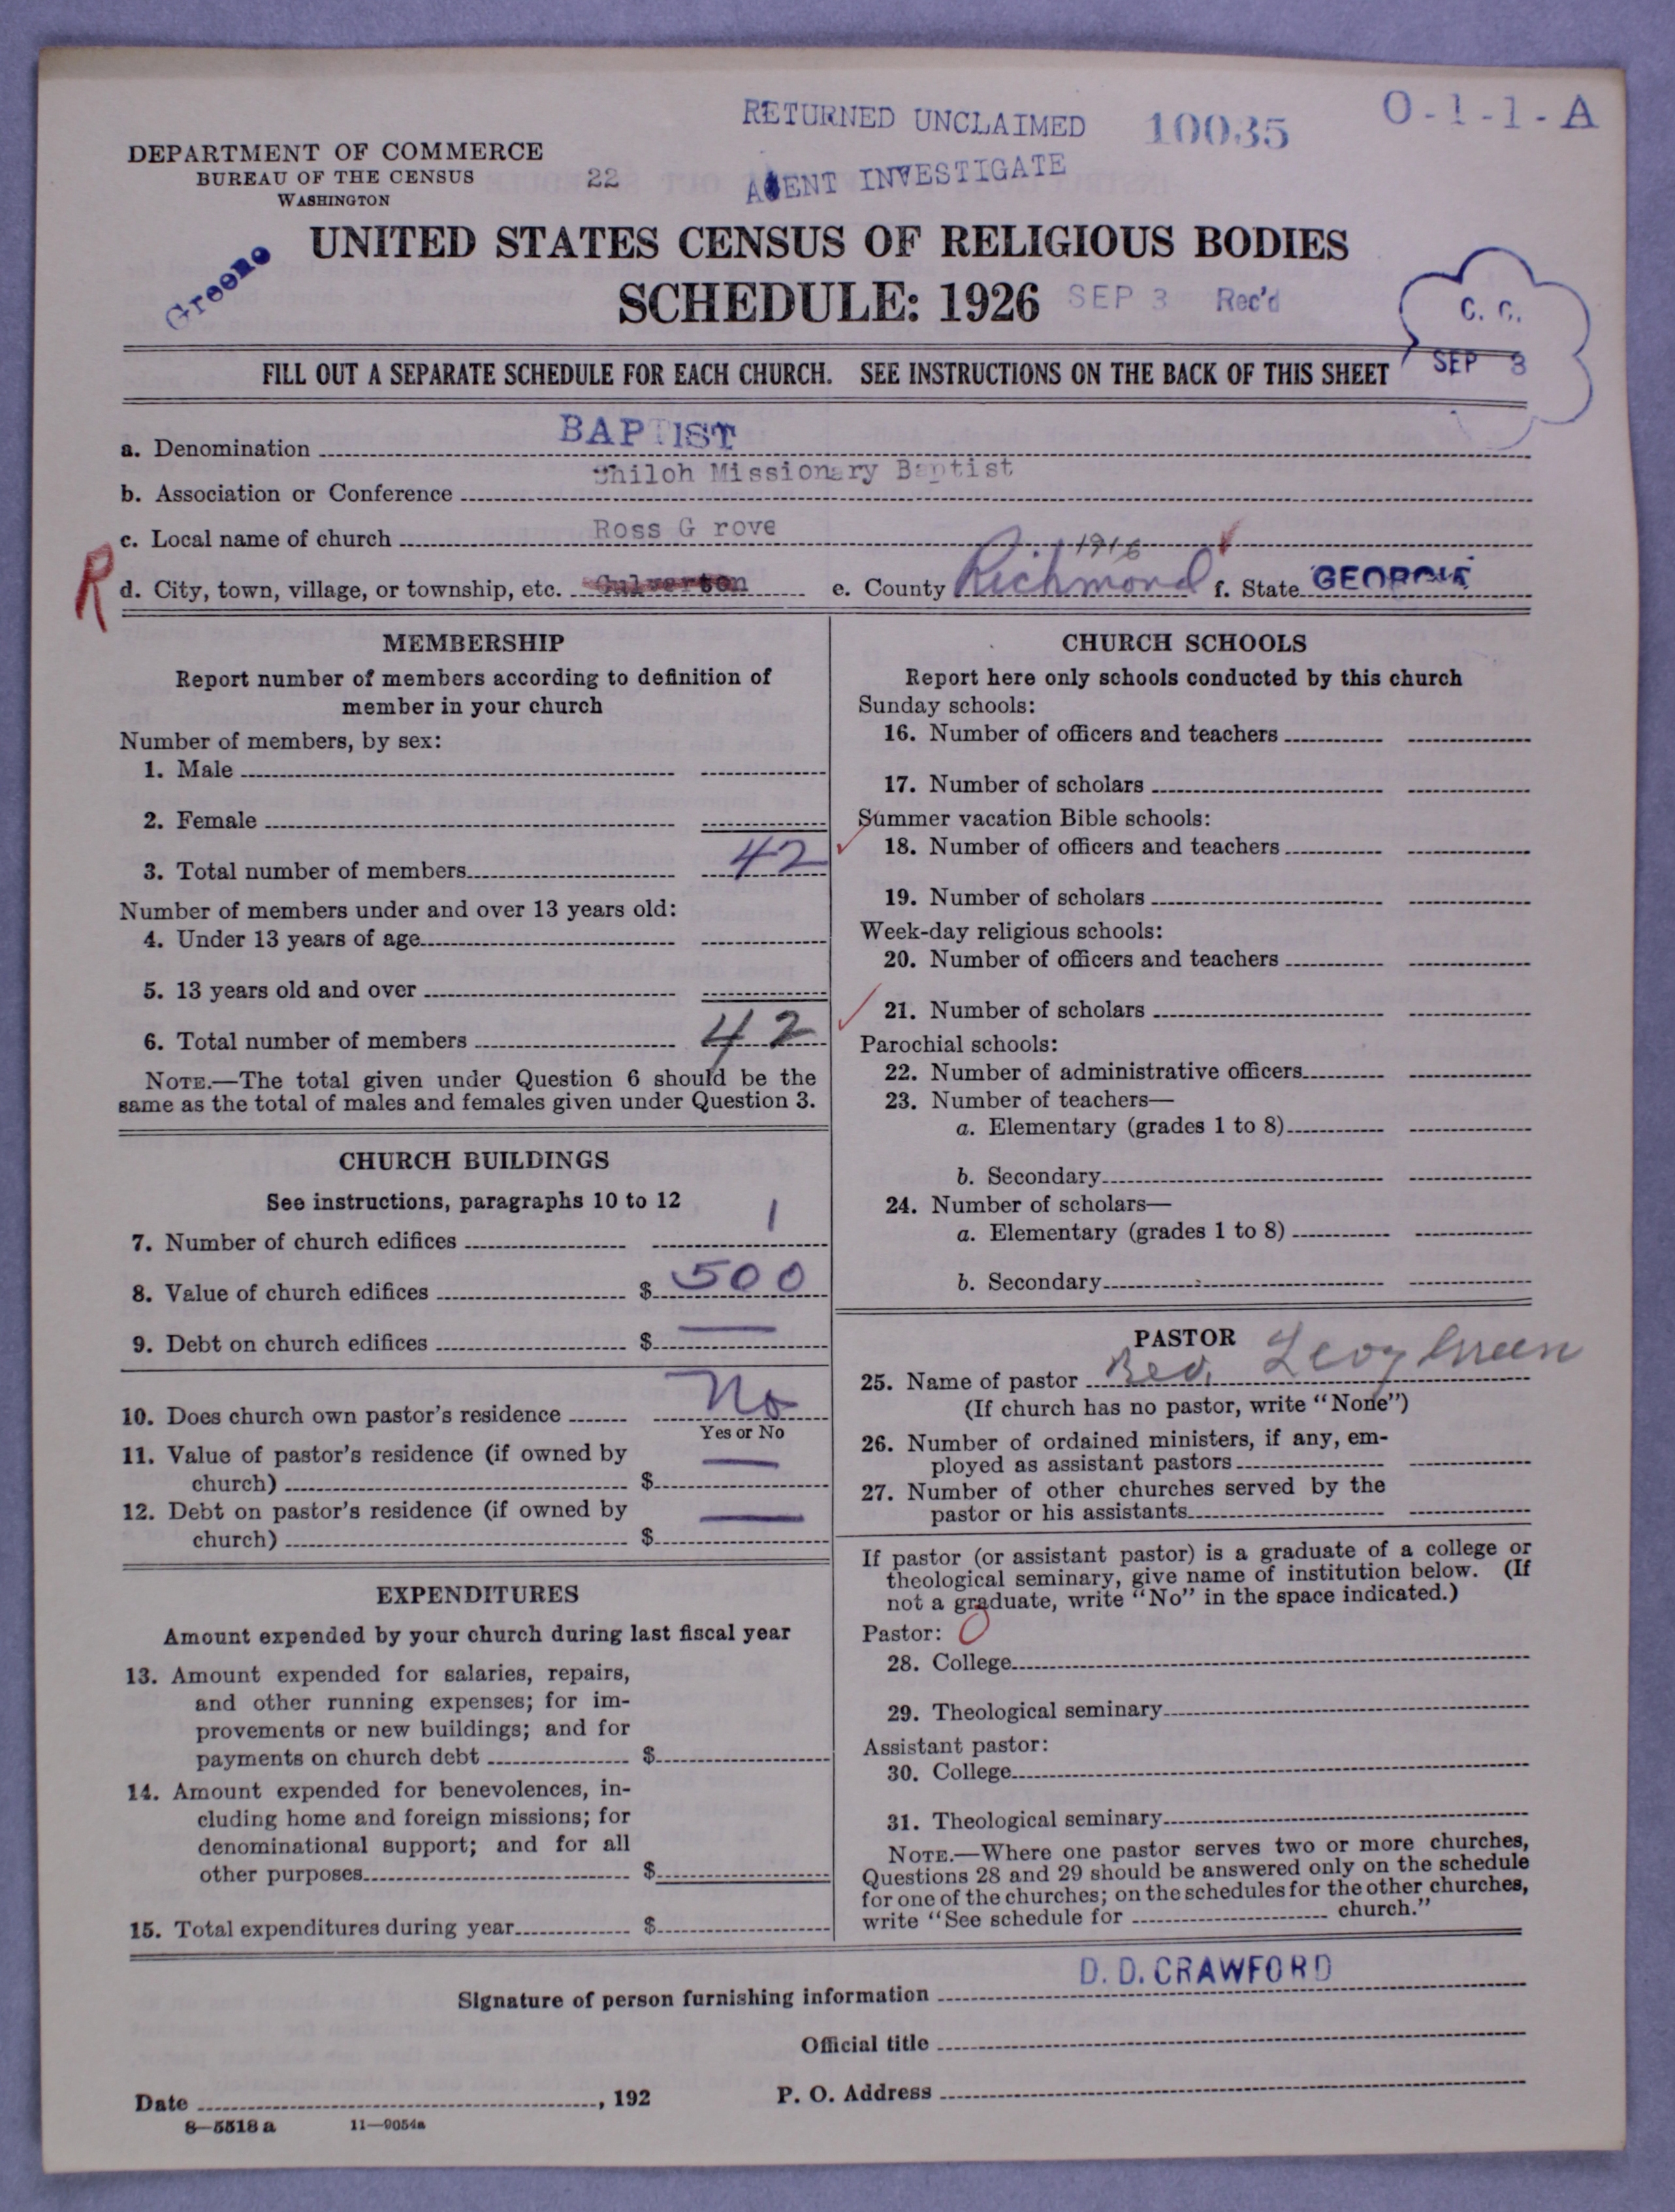 RETURNED UNCLAIMED 10035 O-1-1-A
DEPARTMENT OF COMMERCE
BUREAU OF THE CENSUS 22 AGENT INVESTIGATE
WASHINGTON
UNITED STATES CENSUS OF RELIGIOUS BODIES
Greene
SCHEDULE: 1926 SEP 3 Rec'd
C. C.
SEP 3
FILL OUT A SEPARATE SCHEDULE FOR EACH CHURCH. SEE INSTRUCTIONS ON THE BACK OF THIS SHEET
a. Denomination BAPTIST
b. Association or Conference Shiloh Missionary Baptist
c. Local name of church Ross G rove
1916
R d. City, town, village, or township, etc. Culverton e. County Richmond f. State GEORGIA
MEMBERSHIP
Report number of members according to definition of
member in your church
Number of members, by sex:
1. Male
2. Female
3. Total number of members 42
Number of members under and over 13 years old:
4. Under 13 years of age
5. 13 years old and over
6. Total number of members 42
NOTE.—The total given under Question 6 should be the
same as the total of males and females given under Question 3.
CHURCH BUILDINGS
See instructions, paragraphs 10 to 12
7. Number of church edifices 1
8. Value of church edifices $ 500
9. Debt on church edifices $ —
10. Does church own pastor's residence No
Yes or No
11. Value of pastor's residence (if owned by
church) $ —
12. Debt on pastor's residence (if owned by
church) $ —
EXPENDITURES
Amount expended by your church during last fiscal year
13. Amount expended for salaries, repairs,
and other running expenses; for im-
provements or new buildings; and for
payments on church debt $
14. Amount expended for benevolences, in-
cluding home and foreign missions; for
denominational support; and for all
other purposes $
15. Total expenditures during year $
CHURCH SCHOOLS
Report here only schools conducted by this church
Sunday schools:
16. Number of officers and teachers
17. Number of scholars
Summer vacation Bible schools:
18. Number of officers and teachers
19. Number of scholars
Week-day religious schools:
20. Number of officers and teachers
21. Number of scholars
Parochial schools:
22. Number of administrative officers
23. Number of teachers—
a. Elementary (grades 1 to 8)
b. Secondary
24. Number of scholars—
a. Elementary (grades 1 to 8)
b. Secondary
PASTOR
25. Name of pastor Rev. Levy Green
(If church has no pastor, write "None")
26. Number of ordained ministers, if any, em-
ployed as assistant pastors
27. Number of other churches served by the
pastor or his assistants
If pastor (or assistant pastor) is a graduate of a college or
theological seminary, give name of institution below. (If
not a graduate, write "No" in the space indicated.)
Pastor: 0
28. College
29. Theological seminary
Assistant pastor:
30. College
31. Theological seminary
NOTE.—Where one pastor serves two or more churches,
Questions 28 and 29 should be answered only on the schedule
for one of the churches; on the schedules for the other churches,
write "See schedule for church."
Signature of person furnishing information D. D. CRAWFORD
Official title
Date , 192 P. O. Address
8—5518 a 11—9054a